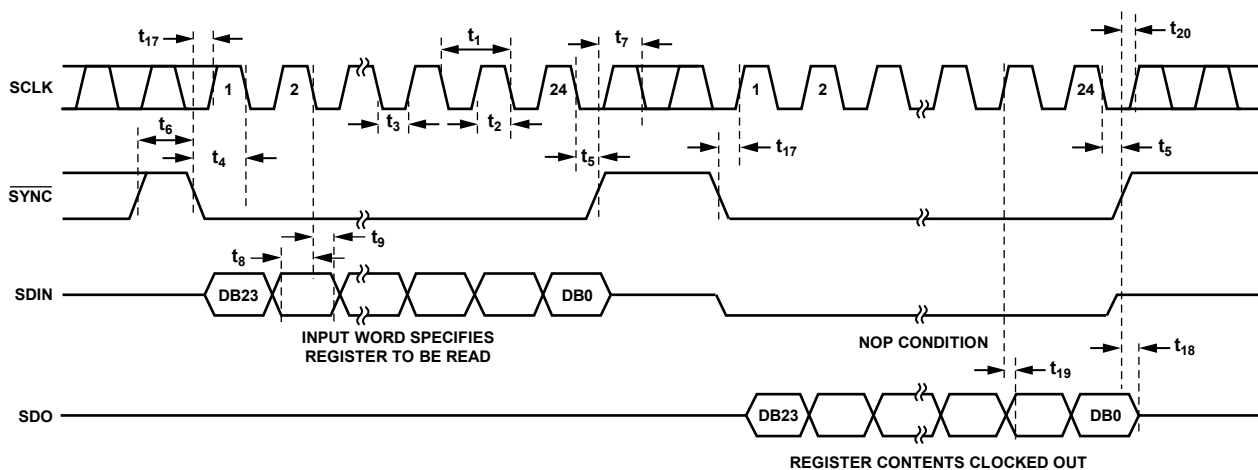 t17
t1
t7
t20
SCLK
1
2
24
1
2
24
t6
t4
t3
t2
t5
t17
t5
SYNC
t9
t8
SDIN
DB23
DB0
INPUT WORD SPECIFIES
REGISTER TO BE READ
NOP CONDITION
t18
t19
SDO
DB23
DB0
REGISTER CONTENTS CLOCKED OUT